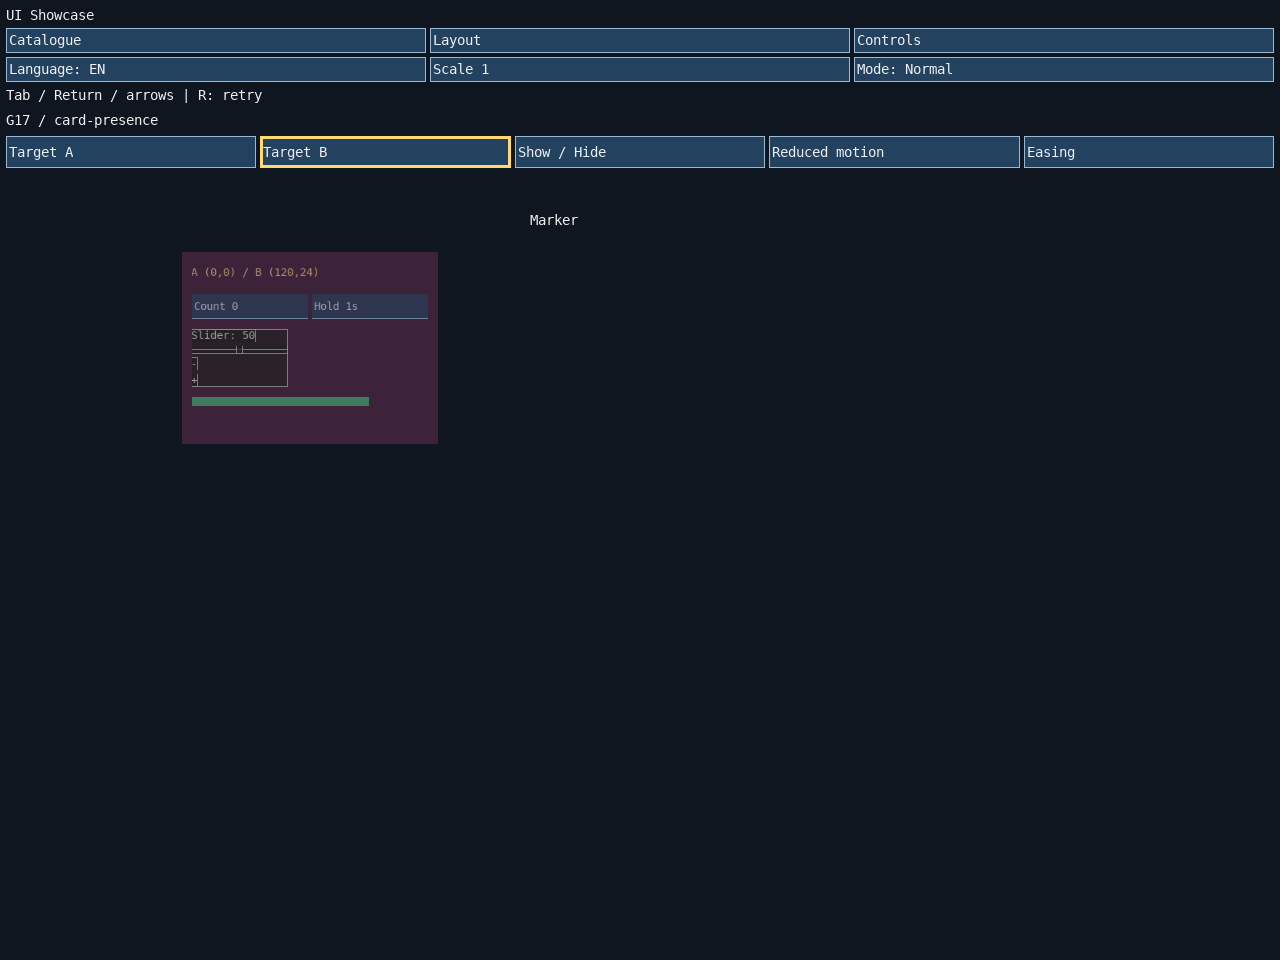 UI Showcase
Catalogue
Layout
Controls
Language: EN
Scale 1
Mode: Normal
Tab / Return / arrows | R: retry
G17 / card-presence
Target A
Target B
Show / Hide
Reduced motion
Easing
Marker
A (0,0) / B (120,24)
Count 0
Hold 1s
Slider: 50
-
+